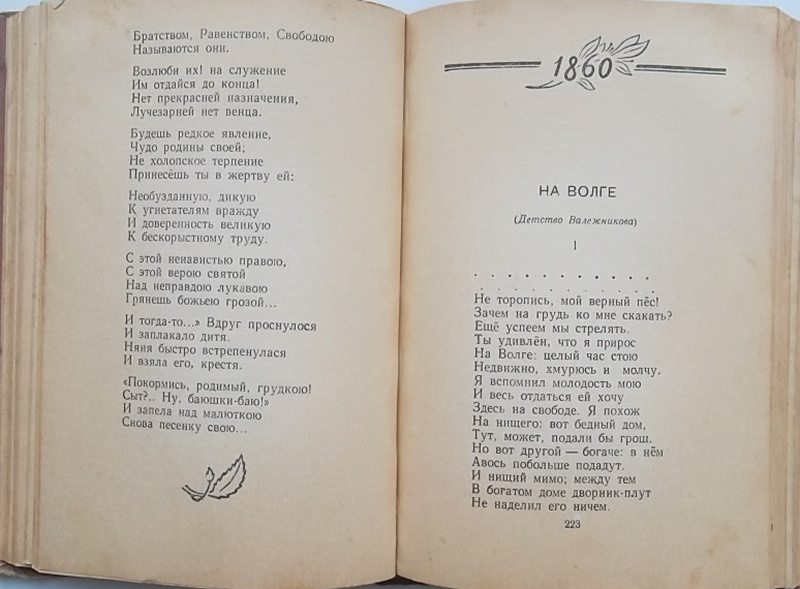 Братством, Равенством, Свободою
Называются они.
Возлюби их! на служение
Им отдайся до конца!
Нет прекрасней назначения,
Лучезарней нет венца.
Будешь редкое явление,
Чудо родины своей;
Не холопское терпение
Принесёшь ты в жертву ей:
Необузданную, дикую
К угнетателям вражду
И доверенность великую
К бескорыстному труду.
С этой ненавистью правою,
С этой верою святой
Над неправдою лукавою
Грянешь божьею грозой...
И тогда-то...» Вдруг проснулося
И заплакало дитя.
Няня быстро встрепенулася
И взяла его, крестя.
«Покормись, родимый, грудкою!
Сыт?.. Ну, баюшки-баю!»
И запела над малюткою
Снова песенку свою...
1860
НА ВОЛГЕ
(Детство Валежникова)
I
. . . . . . . . . . .
. . . . . . . . . . .
Не торопись, мой верный пёс!
Зачем на грудь ко мне скакать?
Ещё успеем мы стрелять.
Ты удивлён, что я прирос
На Волге: целый час стою
Недвижно, хмурюсь и молчу.
Я вспомнил молодость мою
И весь отдаться ей хочу
Здесь на свободе. Я похож
На нищего: вот бедный дом,
Тут, может, подали бы грош.
Но вот другой — богаче: в нём
Авось побольше подадут.
И нищий мимо; между тем
В богатом доме дворник-плут
Не наделил его ничем.
223